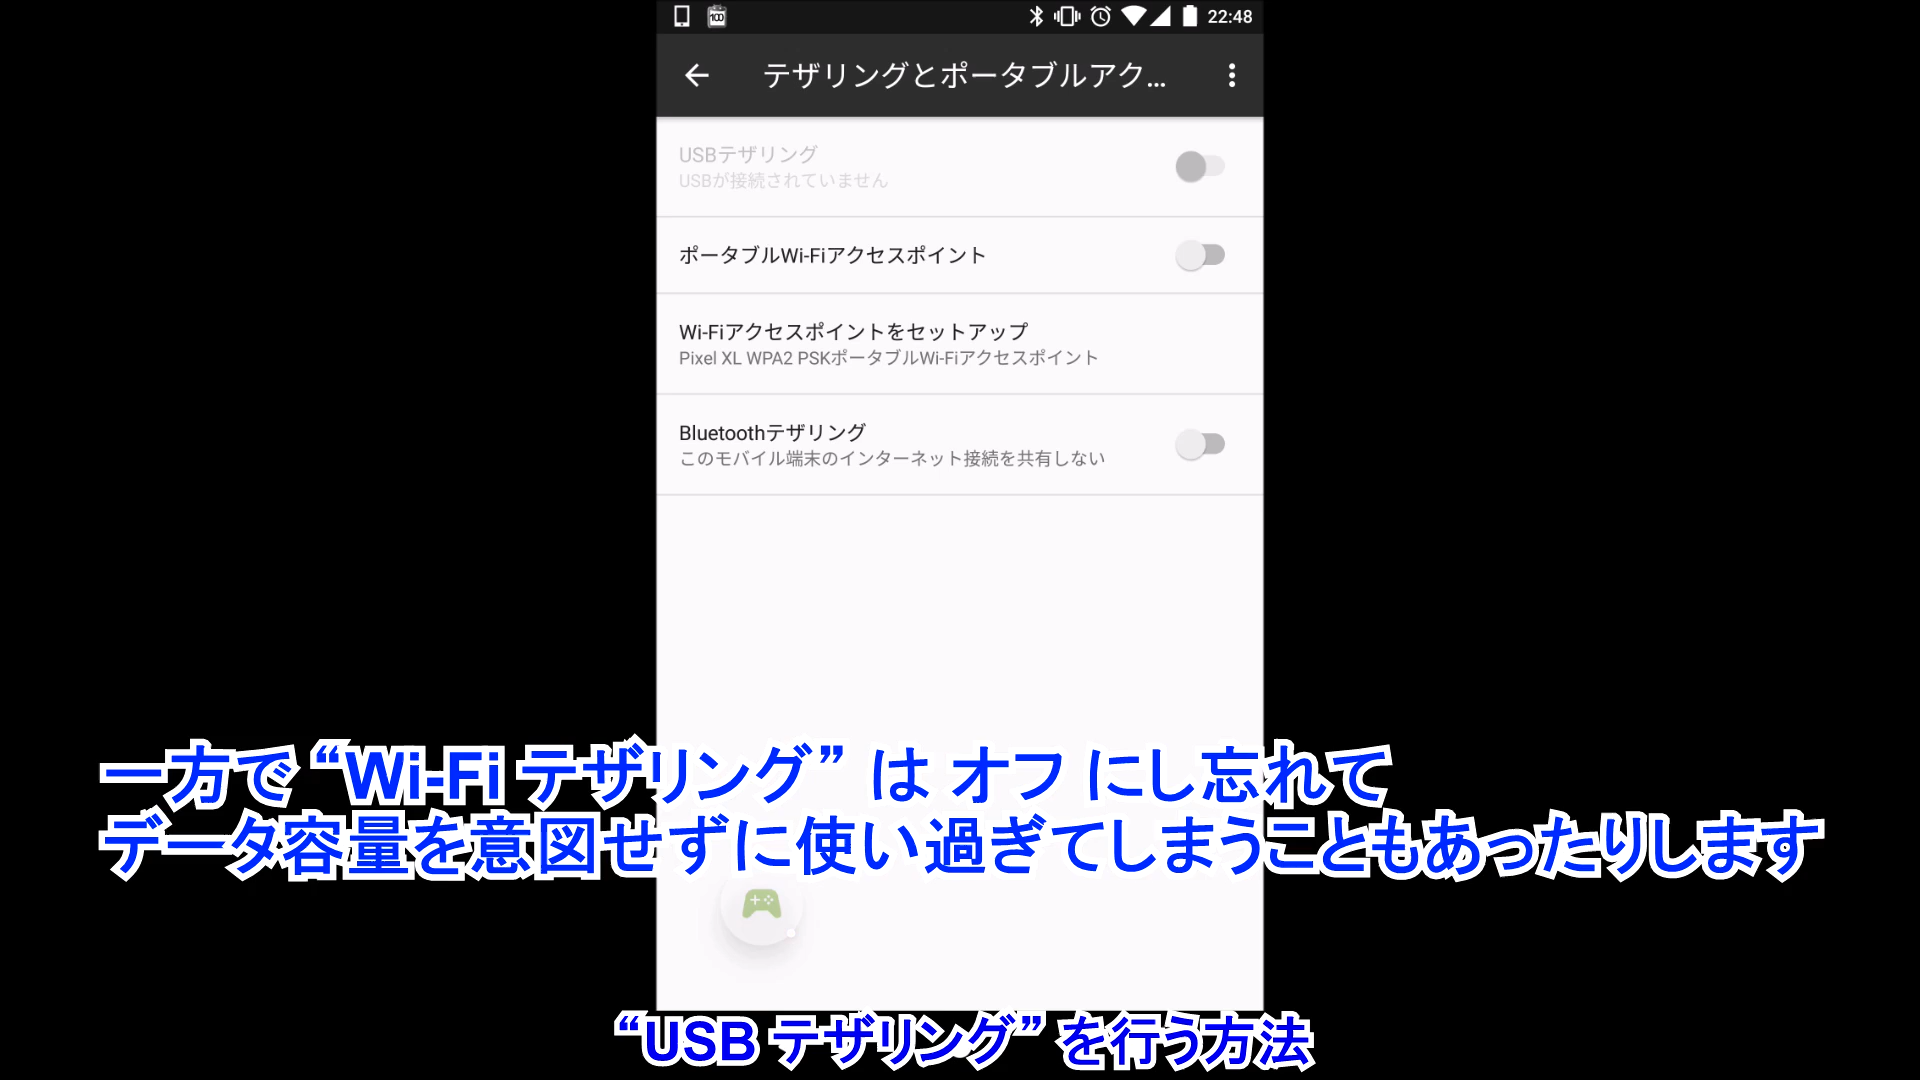 100
22:48
テザリングとポータブルアク...
USBテザリング
USBが接続されていません
ポータブルWi-Fiアクセスポイント
Wi-Fiアクセスポイントをセットアップ
Pixel XL WPA2 PSKポータブルWi-Fiアクセスポイント
Bluetoothテザリング
このモバイル端末のインターネット接続を共有しない
一方で “Wi-Fi テザリング” は オフ にし忘れて
データ容量を意図せずに使い過ぎてしまうこともあったりします
“USB テザリング” を行う方法